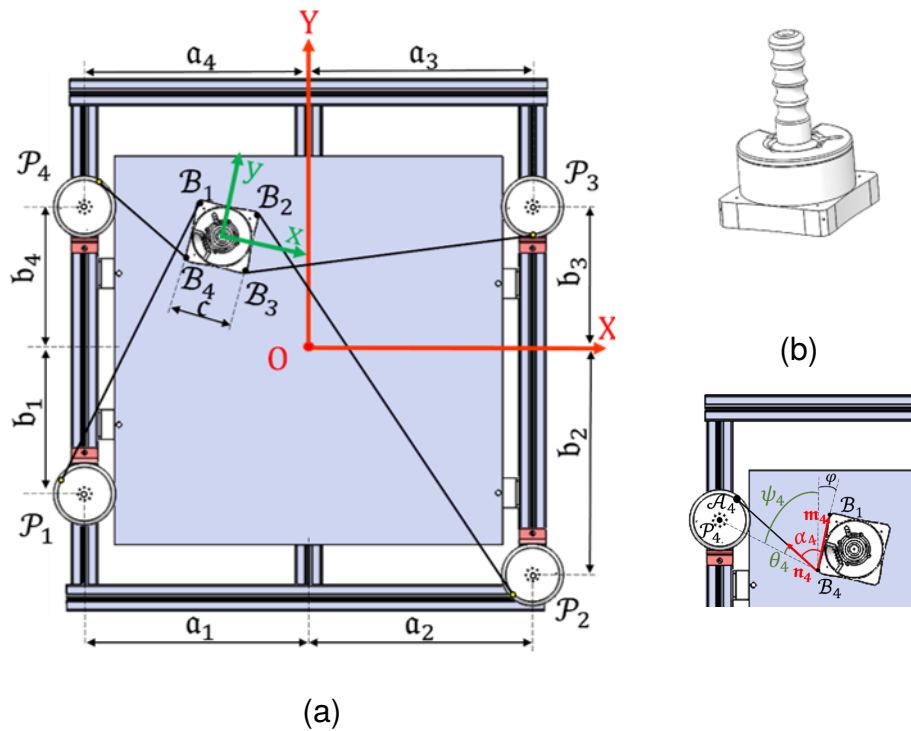 Y
𝔞₄ 𝔞₃
𝒫₄ 𝒫₃
y
ℬ₁ ℬ₂
x
ℬ₄ ℬ₃
𝔠
𝔟₄ 𝔟₃
O X
𝔟₁ 𝔟₂
𝒫₁ 𝒫₂
𝔞₁ 𝔞₂
(a)
(b)
φ
ψ₄
𝒜₄ 𝔪₄ ℬ₁
𝒫₄ α₄
θ₄ 𝔫₄
ℬ₄